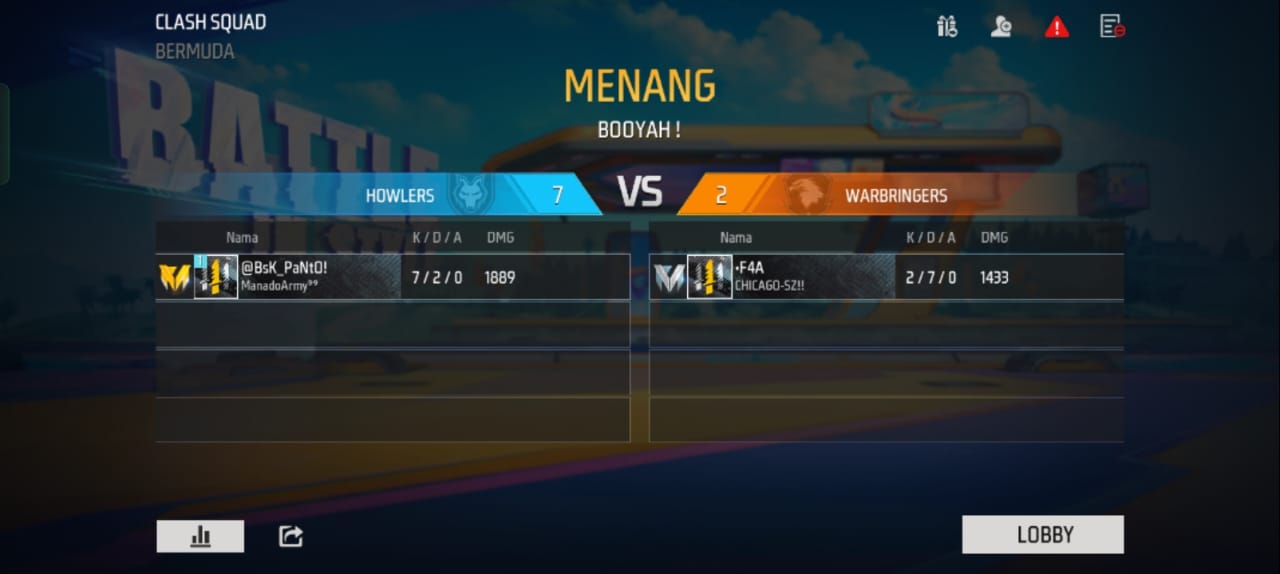 CLASH SQUAD
BERMUDA
MENANG
BOOYAH !
HOWLERS 7 VS 2 WARBRINGERS
Nama K / D / A DMG Nama K / D / A DMG
1 @BsK_PaNtO! 7 / 2 / 0 1889 •F4A 2 / 7 / 0 1433
ManadoArmy⁹⁹ CHICAGO-SZ!!
LOBBY